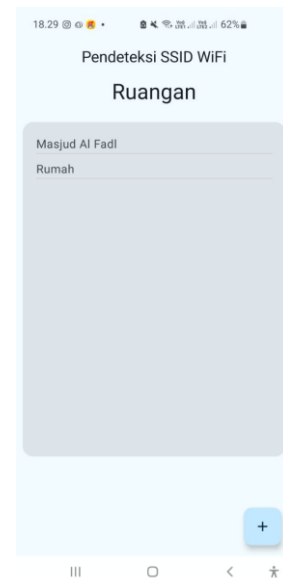 18.29 62%
Pendeteksi SSID WiFi
Ruangan
Masjud Al Fadl
Rumah
+